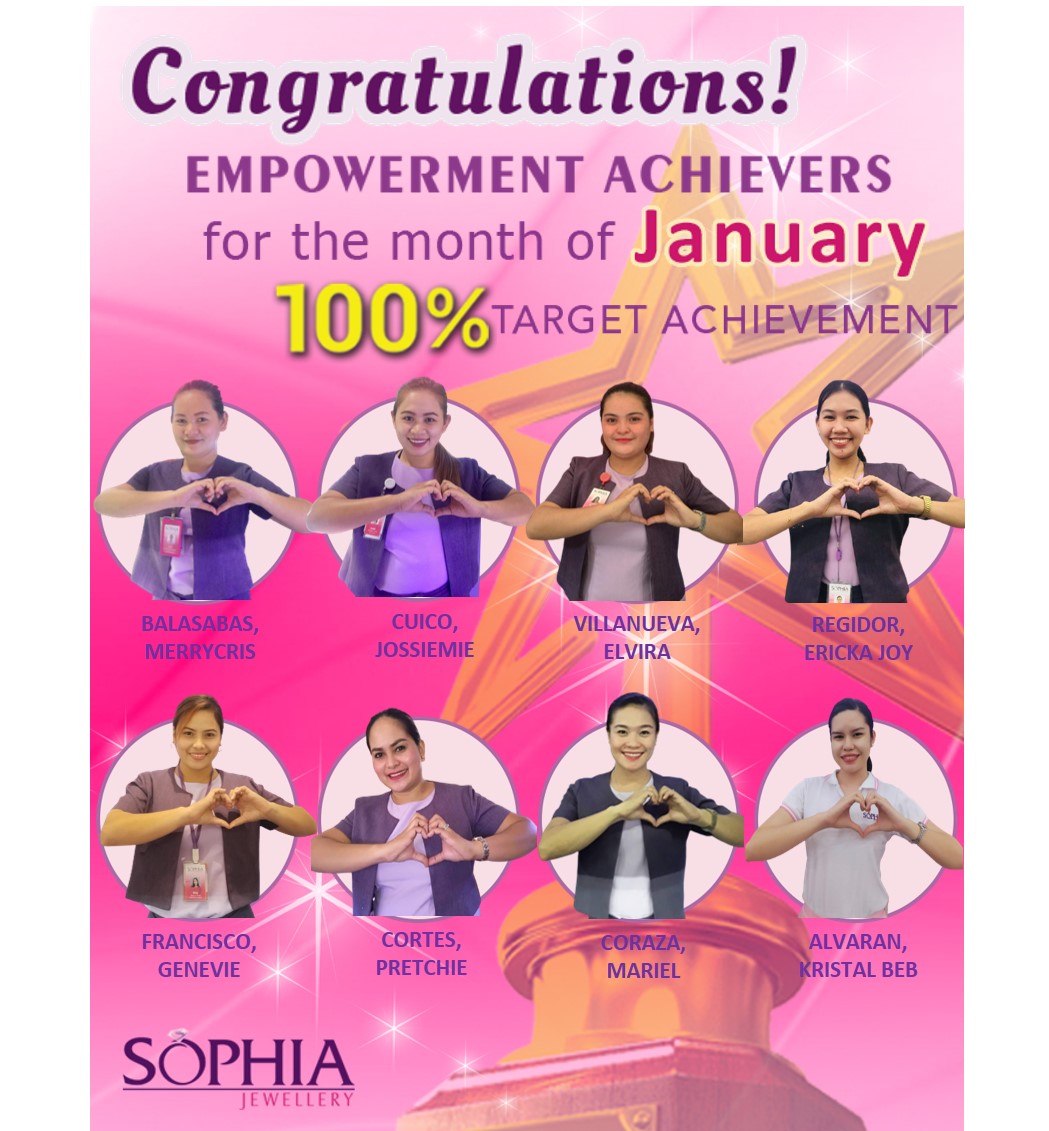 Congratulations!
EMPOWERMENT ACHIEVERS
for the month of January
100% TARGET ACHIEVEMENT
BALASABAS,
MERRYCRIS
CUICO,
JOSSIEMIE
VILLANUEVA,
ELVIRA
REGIDOR,
ERICKA JOY
FRANCISCO,
GENEVIE
CORTES,
PRETCHIE
CORAZA,
MARIEL
ALVARAN,
KRISTAL BEB
SOPHIA
JEWELLERY